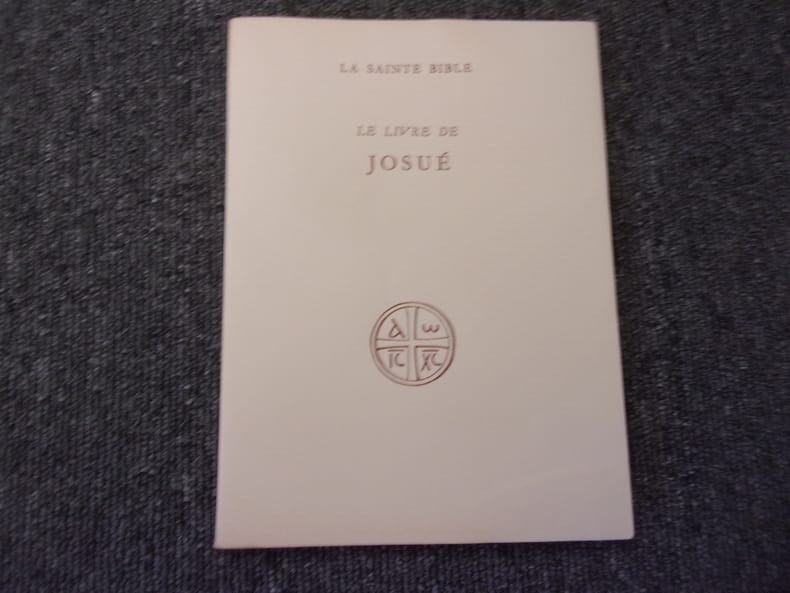 LA SAINTE BIBLE
LE LIVRE DE
JOSUÉ
Α ω
IC XC